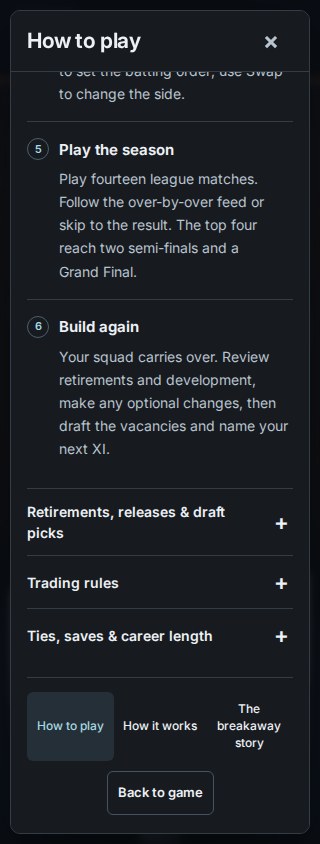 How to play
to set the batting order, use Swap
to change the side.
5
Play the season
Play fourteen league matches.
Follow the over-by-over feed or
skip to the result. The top four
reach two semi-finals and a
Grand Final.
6
Build again
Your squad carries over. Review
retirements and development,
make any optional changes, then
draft the vacancies and name your
next XI.
Retirements, releases & draft
picks
Trading rules
Ties, saves & career length
How to play
How it works
The
breakaway
story
Back to game